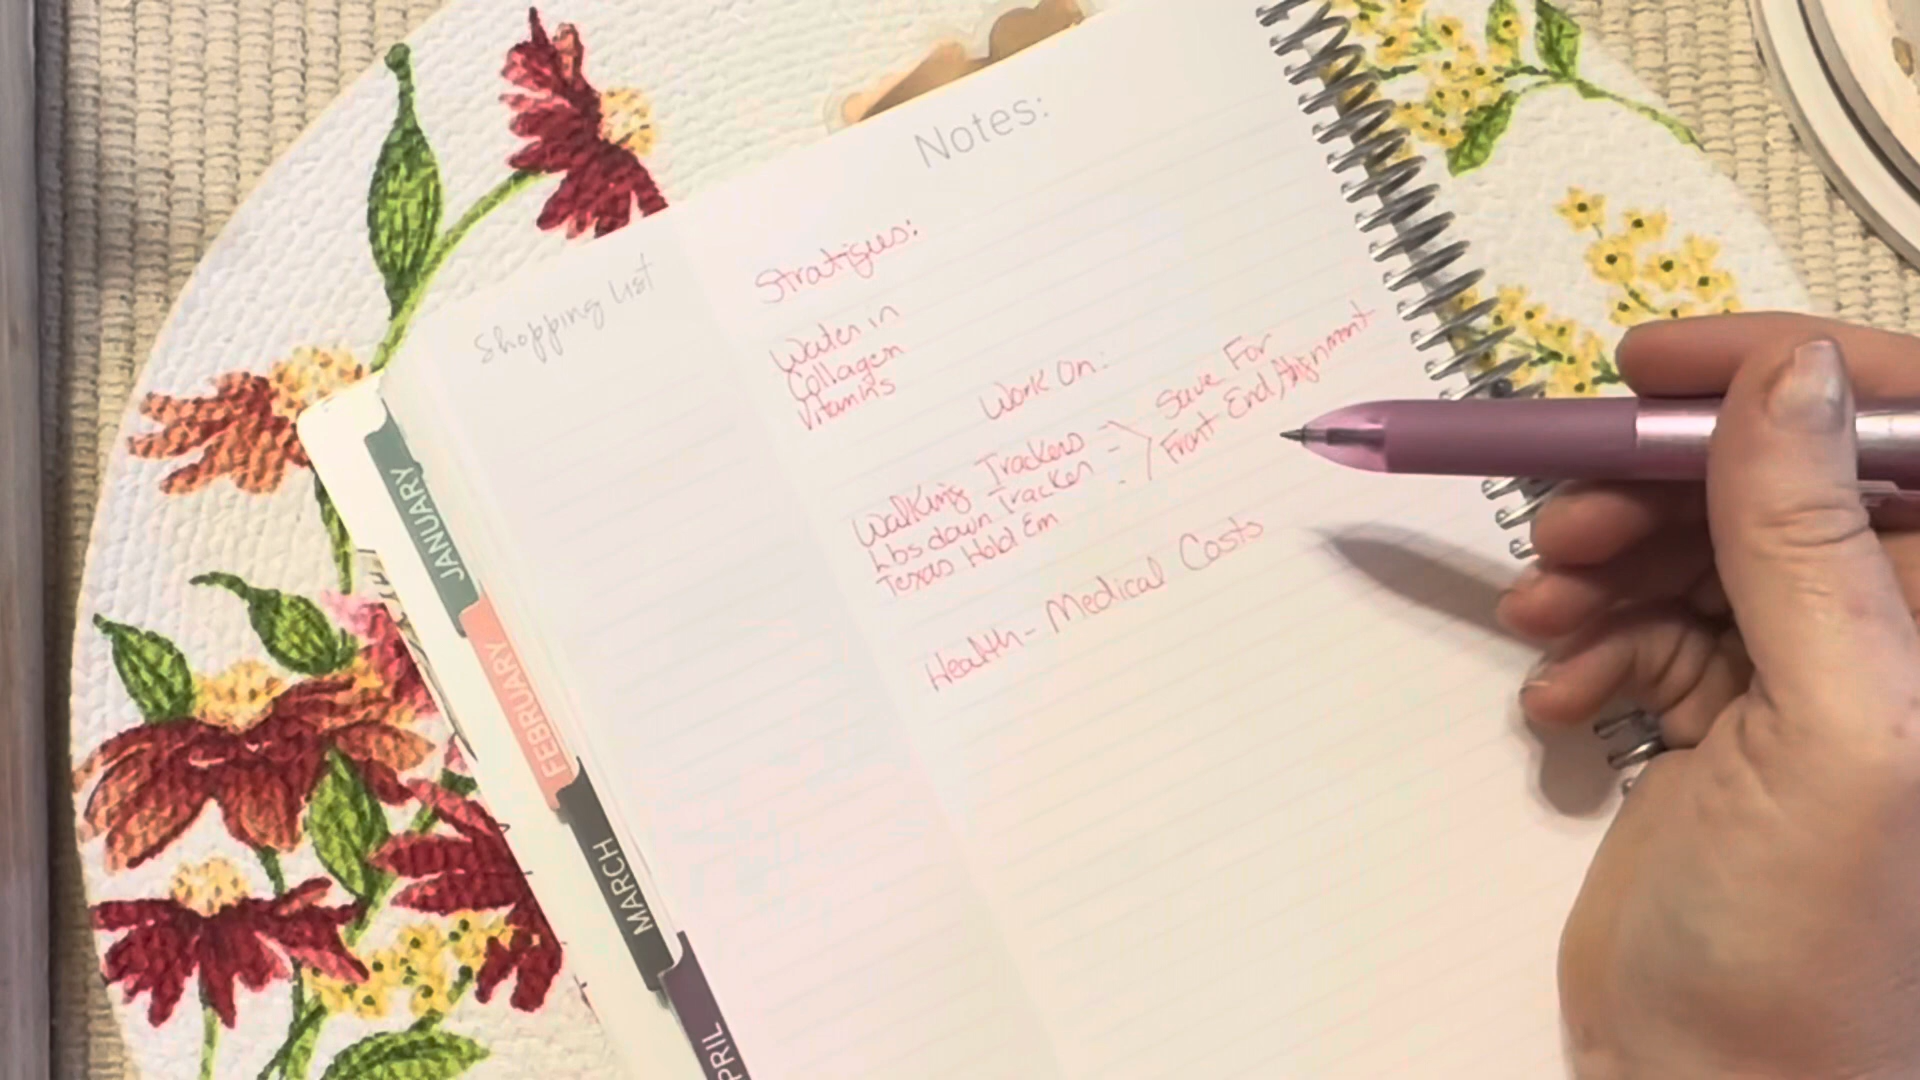 Notes:
Shopping list
Stratigies:
Water in
Collagen
Vitamins
Work On:
Walking Trackers
Lbs down Tracker
Texas Hold Em
Save For
Front End/Alignment
Health- Medical Costs
JANUARY
FEBRUARY
MARCH
PRIL